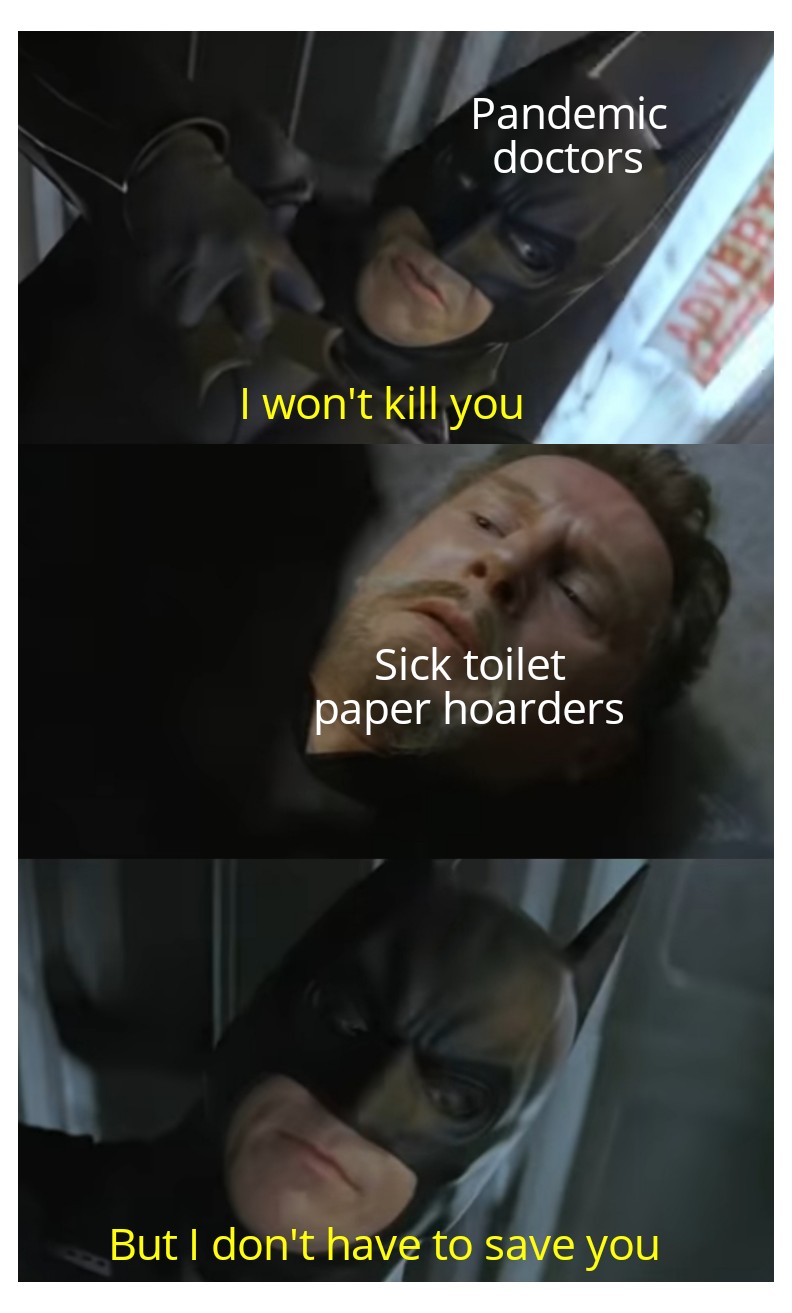 Pandemic
doctors
I won't kill you
Sick toilet
paper hoarders
But I don't have to save you